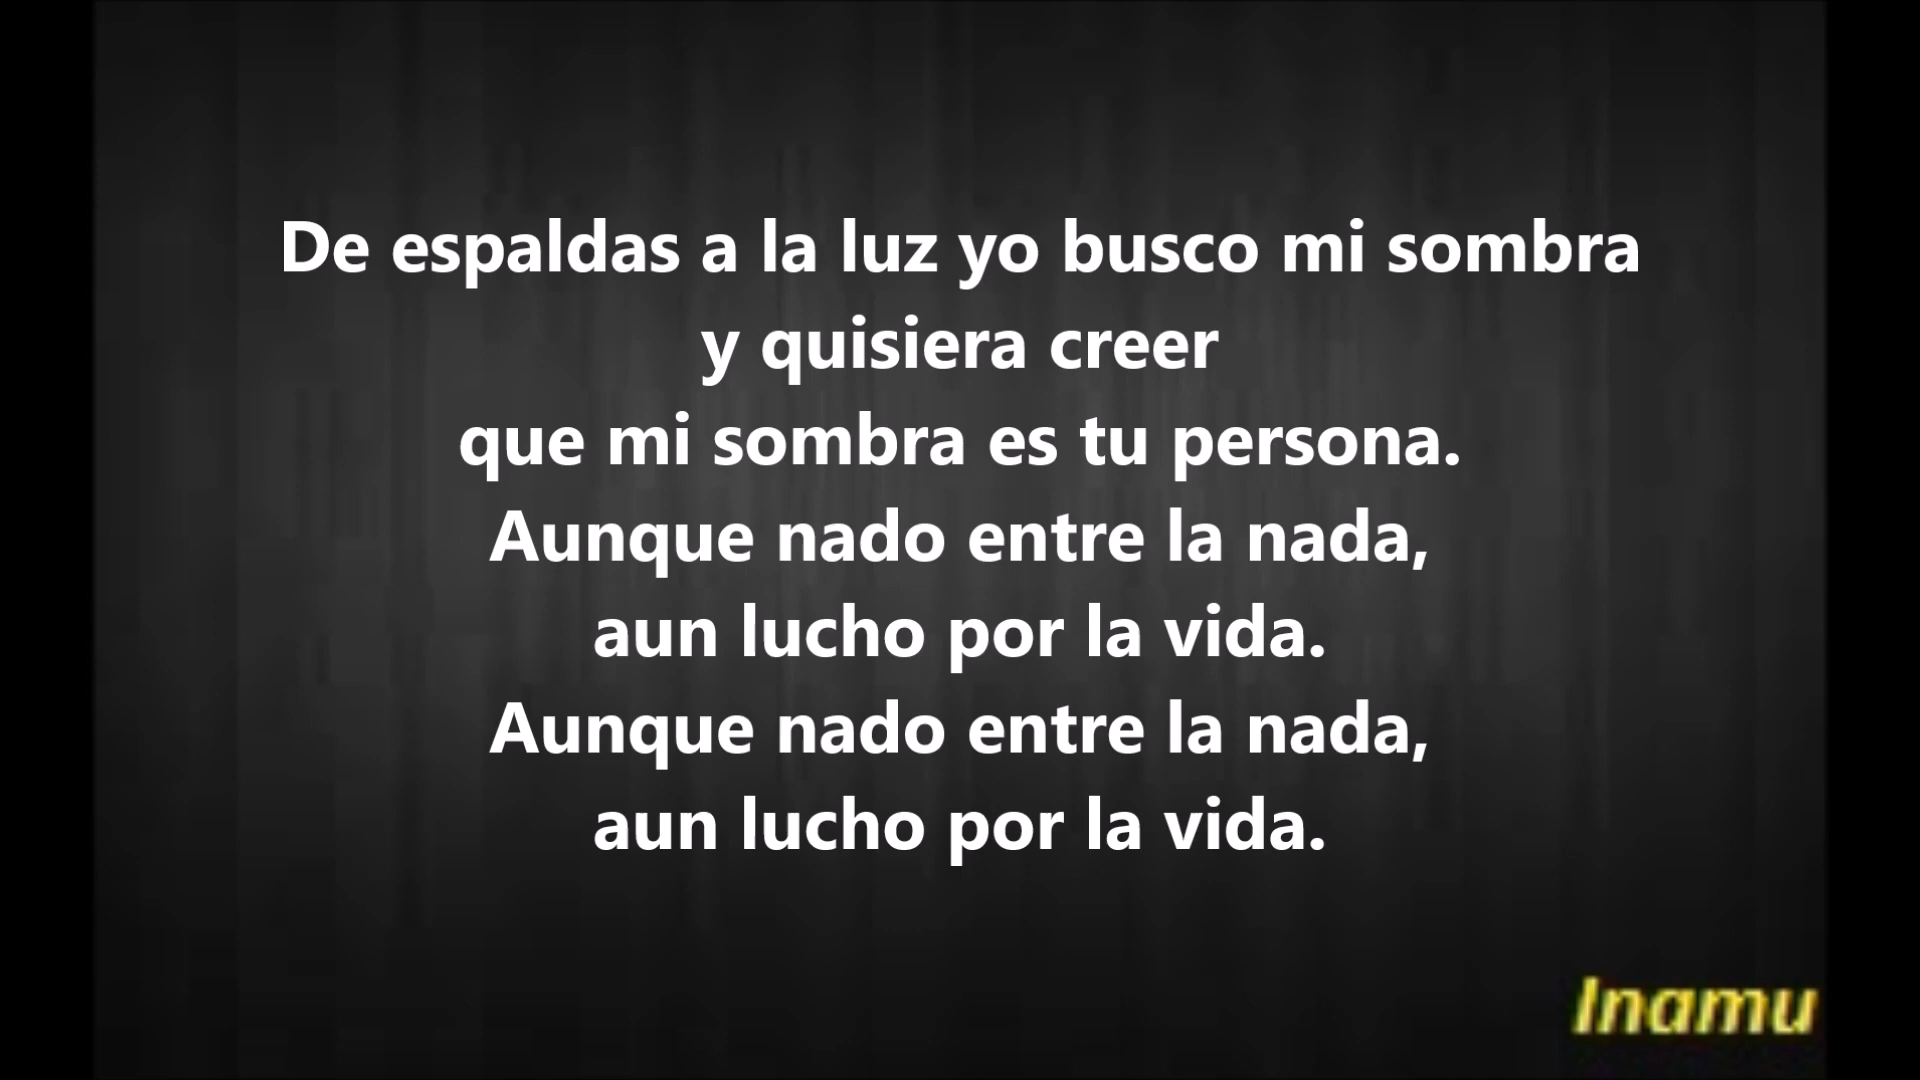 De espaldas a la luz yo busco mi sombra
y quisiera creer
que mi sombra es tu persona.
Aunque nado entre la nada,
aun lucho por la vida.
Aunque nado entre la nada,
aun lucho por la vida.
Inamu